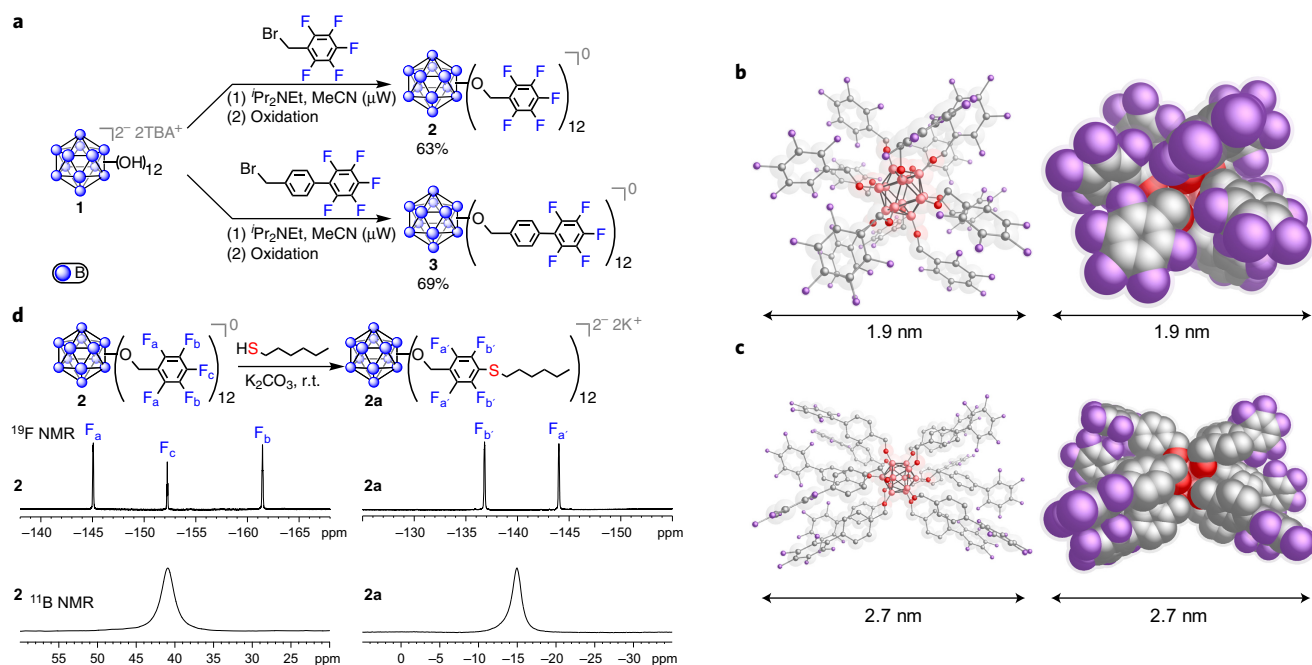 a
Br
F
F
F
F
F
(1) ⁱPr₂NEt, MeCN (μW)
(2) Oxidation
2
63%
O
F
F
F
F
F
12
0
2− 2TBA⁺
(OH)₁₂
1
B
Br
F
F
F
F
F
(1) ⁱPr₂NEt, MeCN (μW)
(2) Oxidation
3
69%
O
F
F
F
F
F
12
0
b
1.9 nm
1.9 nm
c
2.7 nm
2.7 nm
d
2
O
Fa
Fb
Fc
Fa
Fb
12
0
HS
K₂CO₃, r.t.
2a
O
Fa′
Fb′
S
Fa′
Fb′
12
2− 2K⁺
¹⁹F NMR
2
Fa
Fc
Fb
−140 −145 −150 −155 −160 −165 ppm
2a
Fb′
Fa′
−130 −135 −140 −145 −150 ppm
2 ¹¹B NMR
55 50 45 40 35 30 25 ppm
2a
0 −5 −10 −15 −20 −25 −30 ppm